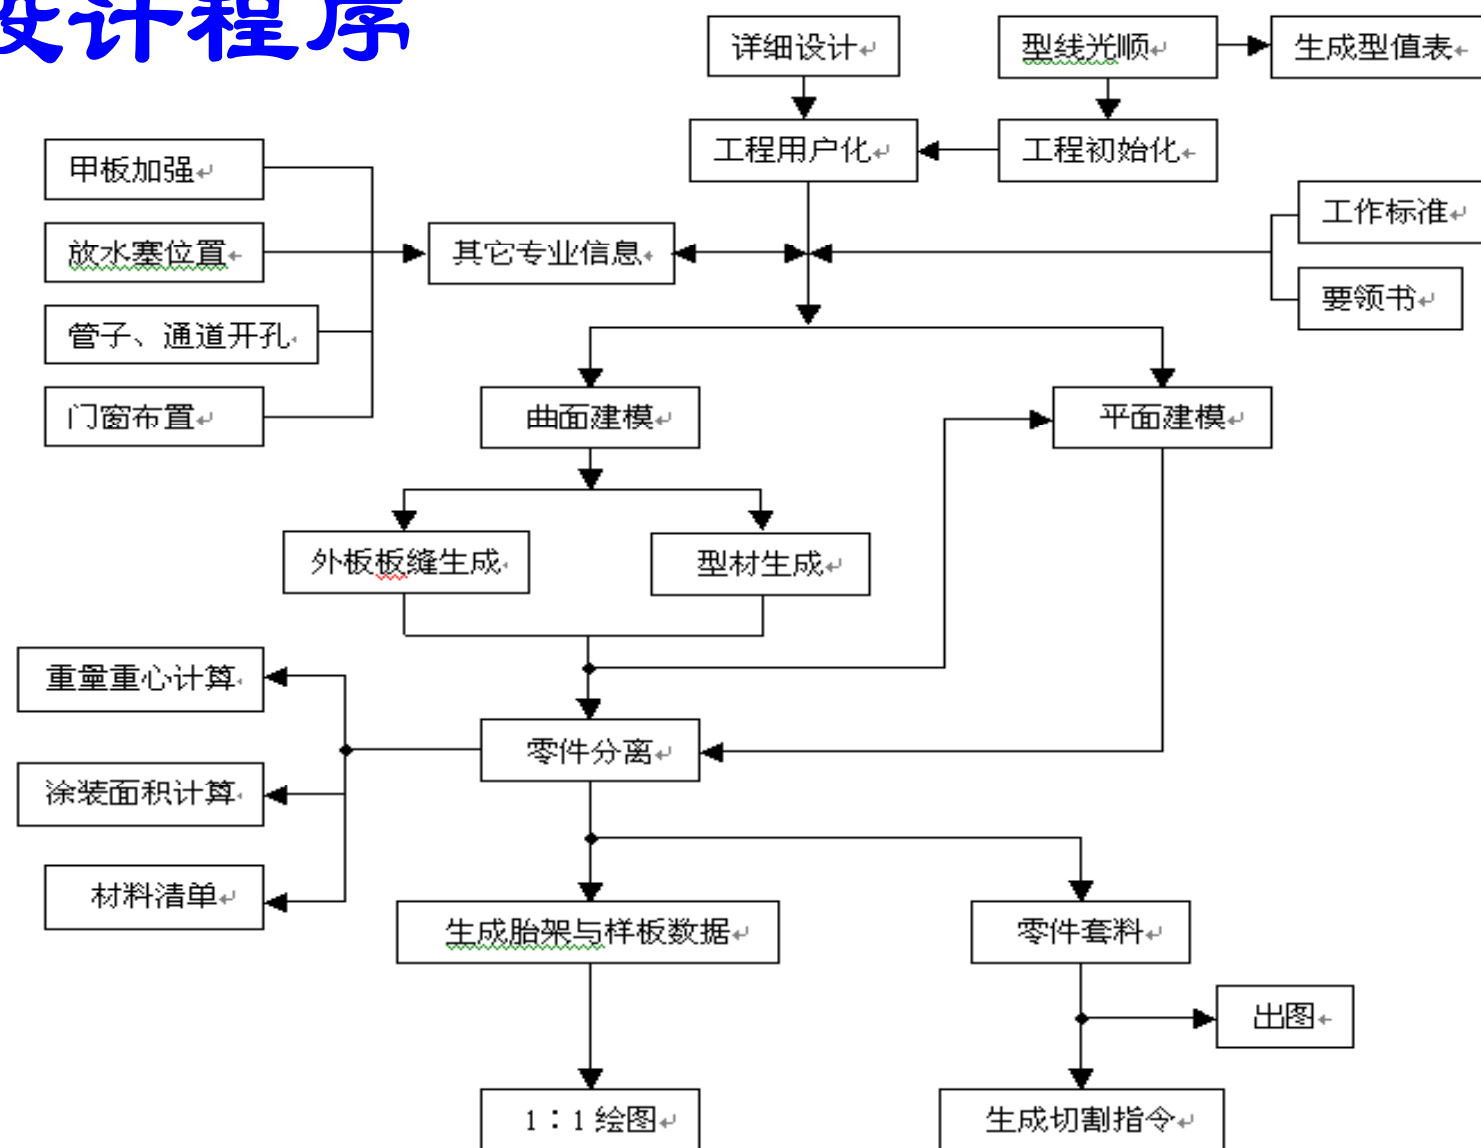 设计程序
详细设计
型线光顺
生成型值表
工程用户化
工程初始化
甲板加强
放水塞位置
管子、通道开孔
门窗布置
其它专业信息
工作标准
要领书
曲面建模
平面建模
外板板缝生成
型材生成
重量重心计算
涂装面积计算
材料清单
零件分离
生成胎架与样板数据
零件套料
出图
1：1 绘图
生成切割指令